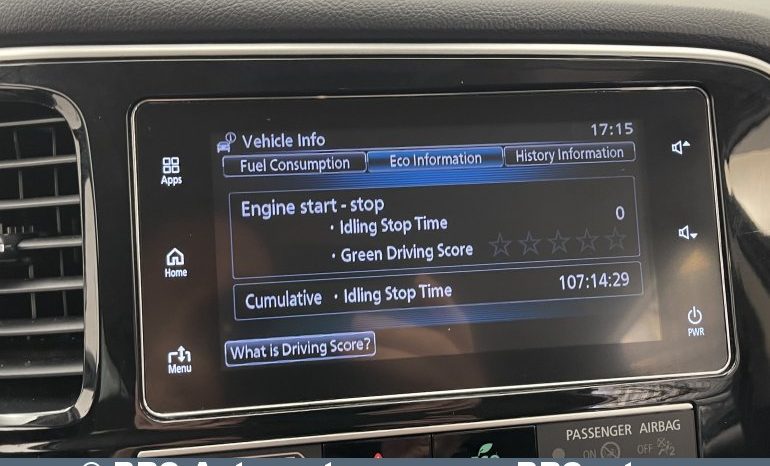 Vehicle Info
17:15
Fuel Consumption
Eco Information
History Information
Apps
Engine start - stop
・Idling Stop Time
0
・Green Driving Score
Home
Cumulative ・Idling Stop Time
107:14:29
What is Driving Score?
Menu
PWR
PASSENGER AIRBAG
ON OFF